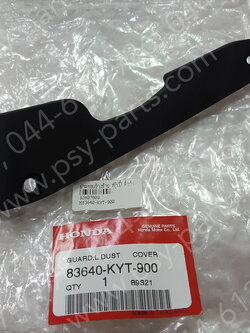 044-6
www.psy-parts.com
83640-KYT-900
HONDA
GENUINE PARTS
Honda Motor Co., Ltd.
GUARD,L DUST COVER
83640-KYT-900
QTY 1 B9S21